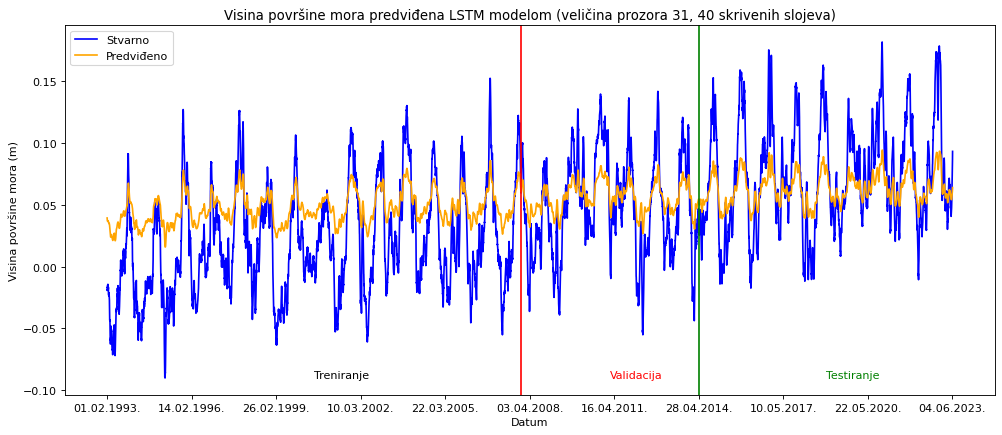 Visina površine mora predviđena LSTM modelom (veličina prozora 31, 40 skrivenih slojeva)
Stvarno
Predviđeno
Visina površine mora (m)
0.15
0.10
0.05
0.00
−0.05
−0.10
Treniranje
Validacija
Testiranje
01.02.1993.
14.02.1996.
26.02.1999.
10.03.2002.
22.03.2005.
03.04.2008.
16.04.2011.
28.04.2014.
10.05.2017.
22.05.2020.
04.06.2023.
Datum